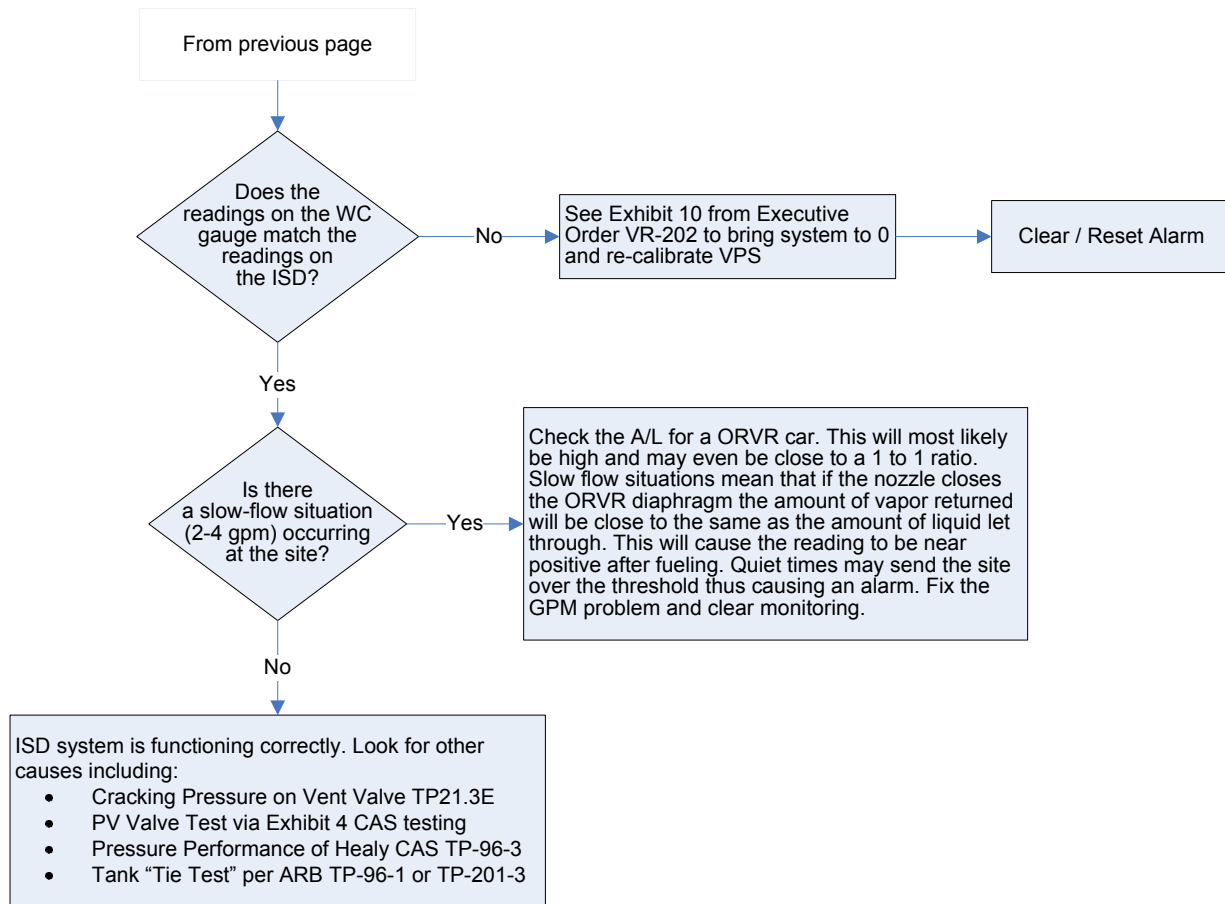 From previous page
Does the
readings on the WC
gauge match the
readings on
the ISD?
No
See Exhibit 10 from Executive
Order VR-202 to bring system to 0
and re-calibrate VPS
Clear / Reset Alarm
Yes
Is there
a slow-flow situation
(2-4 gpm) occurring
at the site?
Yes
Check the A/L for a ORVR car. This will most likely
be high and may even be close to a 1 to 1 ratio.
Slow flow situations mean that if the nozzle closes
the ORVR diaphragm the amount of vapor returned
will be close to the same as the amount of liquid let
through. This will cause the reading to be near
positive after fueling. Quiet times may send the site
over the threshold thus causing an alarm. Fix the
GPM problem and clear monitoring.
No
ISD system is functioning correctly. Look for other
causes including:
• Cracking Pressure on Vent Valve TP21.3E
• PV Valve Test via Exhibit 4 CAS testing
• Pressure Performance of Healy CAS TP-96-3
• Tank “Tie Test” per ARB TP-96-1 or TP-201-3